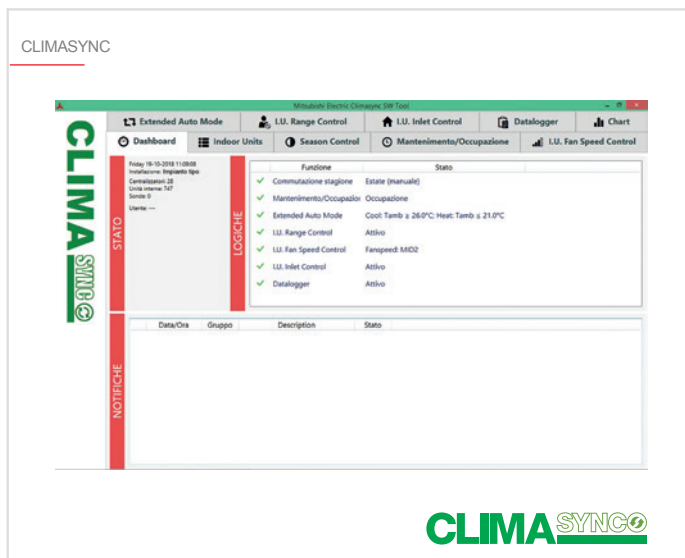 CLIMASYNC
Mitsubishi Electric Climasync SW Tool
Extended Auto Mode
I.U. Range Control
I.U. Inlet Control
Datalogger
Chart
Dashboard
Indoor Units
Season Control
Mantenimento/Occupazione
I.U. Fan Speed Control
CLIMA SYNC
STATO
Friday 19-10-2018 11:09:08
Installazione: Impianto tipo
Centralizzatori: 28
Unità interne: 747
Sonde: 0
Utente: ---
LOGICHE
Funzione Stato
Commutazione stagione Estate (manuale)
Mantenimento/Occupazior Occupazione
Extended Auto Mode Cool: Tamb ≥ 26.0°C; Heat: Tamb ≤ 21.0°C
I.U. Range Control Attivo
I.U. Fan Speed Control Fanspeed: MID2
I.U. Inlet Control Attivo
Datalogger Attivo
NOTIFICHE
Data/Ora Gruppo Description Stato
CLIMA SYNC